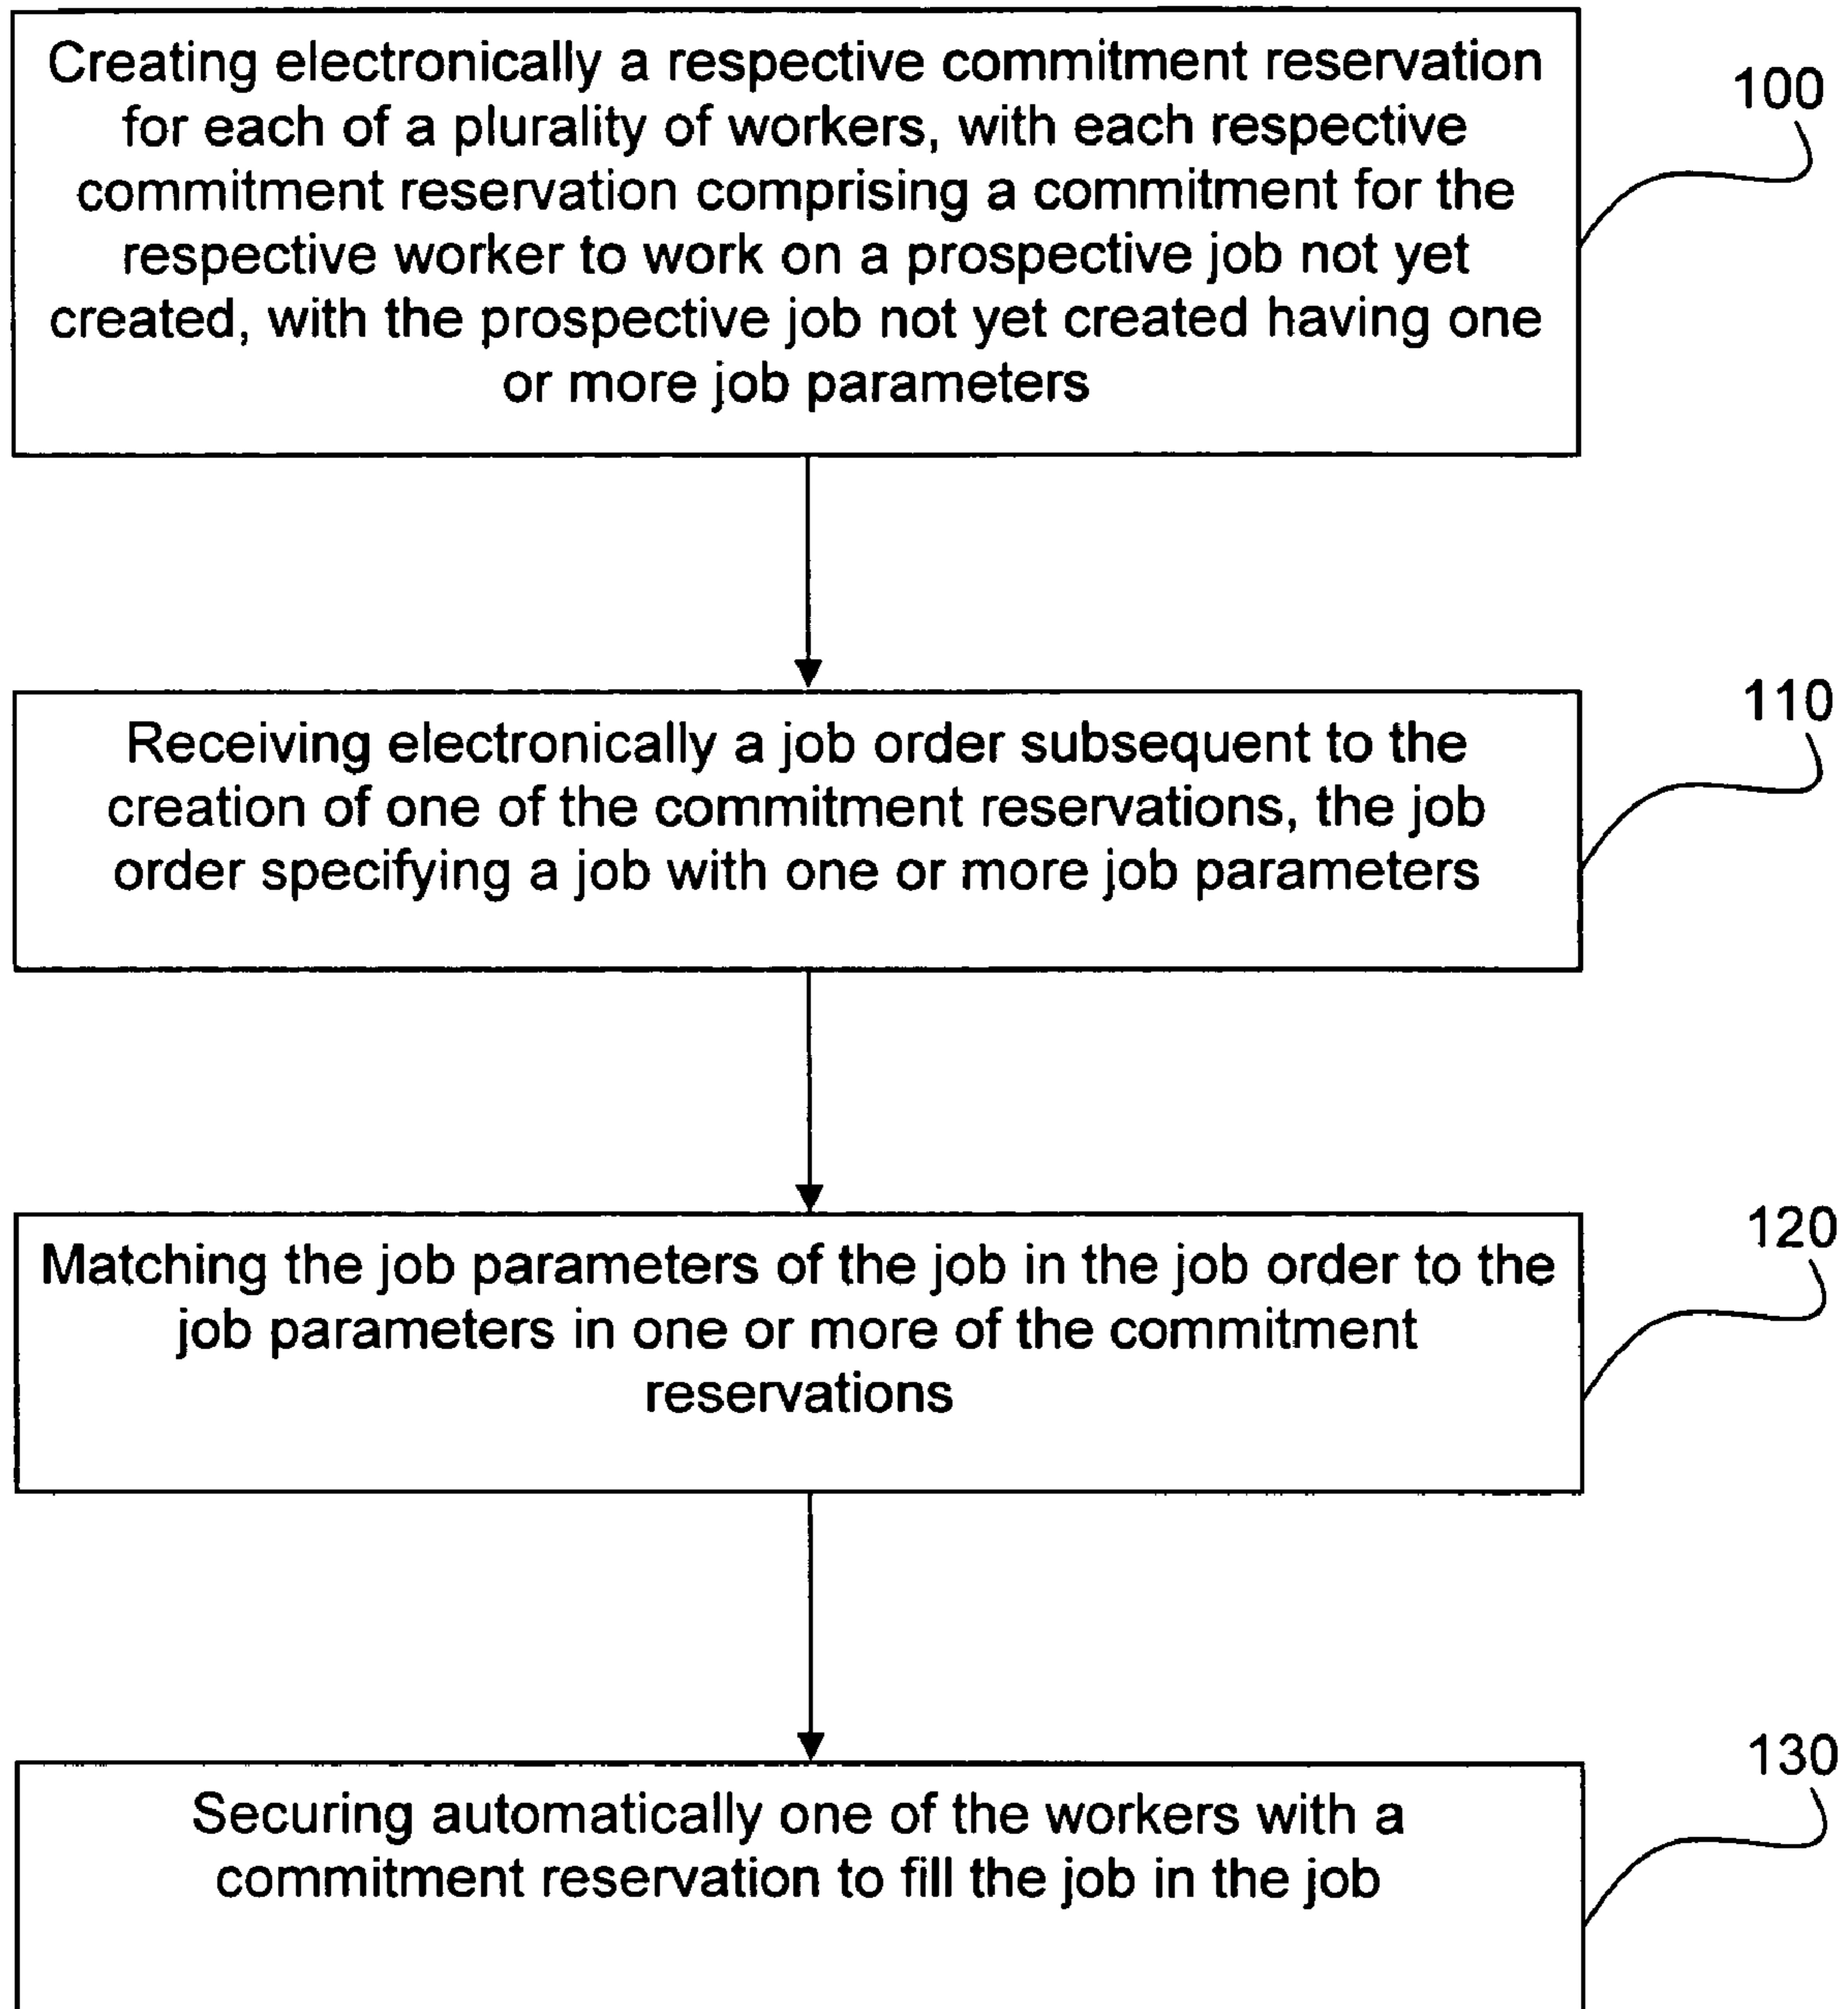 Creating electronically a respective commitment reservation
for each of a plurality of workers, with each respective
commitment reservation comprising a commitment for the
respective worker to work on a prospective job not yet
created, with the prospective job not yet created having one
or more job parameters
100
Receiving electronically a job order subsequent to the
creation of one of the commitment reservations, the job
order specifying a job with one or more job parameters
110
Matching the job parameters of the job in the job order to the
job parameters in one or more of the commitment
reservations
120
Securing automatically one of the workers with a
commitment reservation to fill the job in the job
130